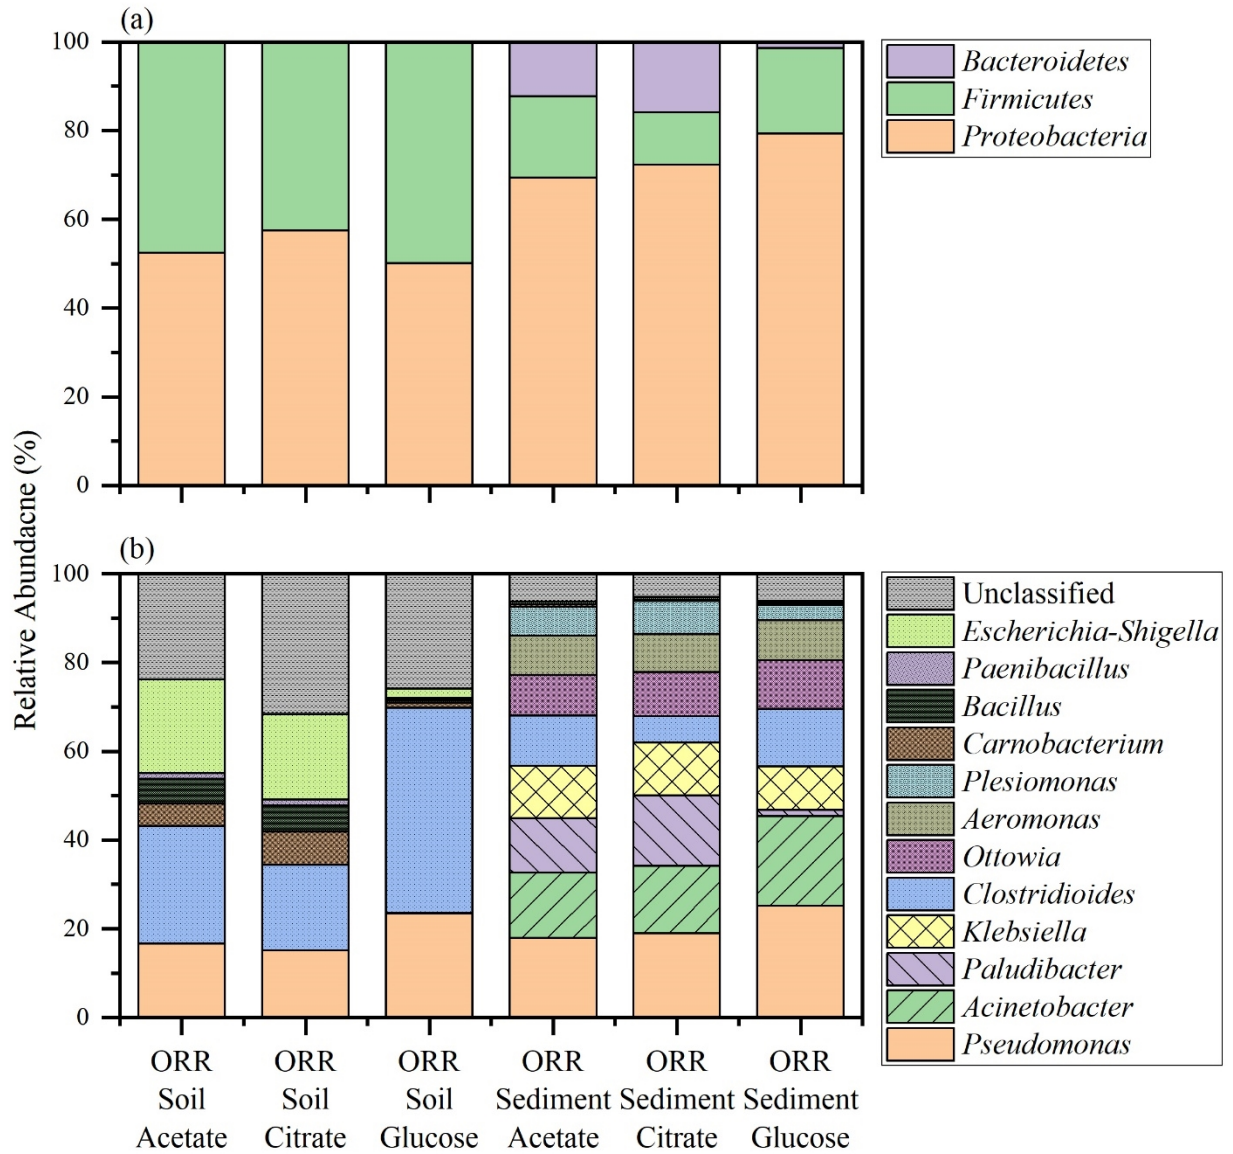 (a)
100
80
60
40
20
0
Bacteroidetes
Firmicutes
Proteobacteria
Relative Abundacne (%)
(b)
100
80
60
40
20
0
Unclassified
Escherichia-Shigella
Paenibacillus
Bacillus
Carnobacterium
Plesiomonas
Aeromonas
Ottowia
Clostridioides
Klebsiella
Paludibacter
Acinetobacter
Pseudomonas
ORR
Soil
Acetate
ORR
Soil
Citrate
ORR
Soil
Glucose
ORR
Sediment
Acetate
ORR
Sediment
Citrate
ORR
Sediment
Glucose